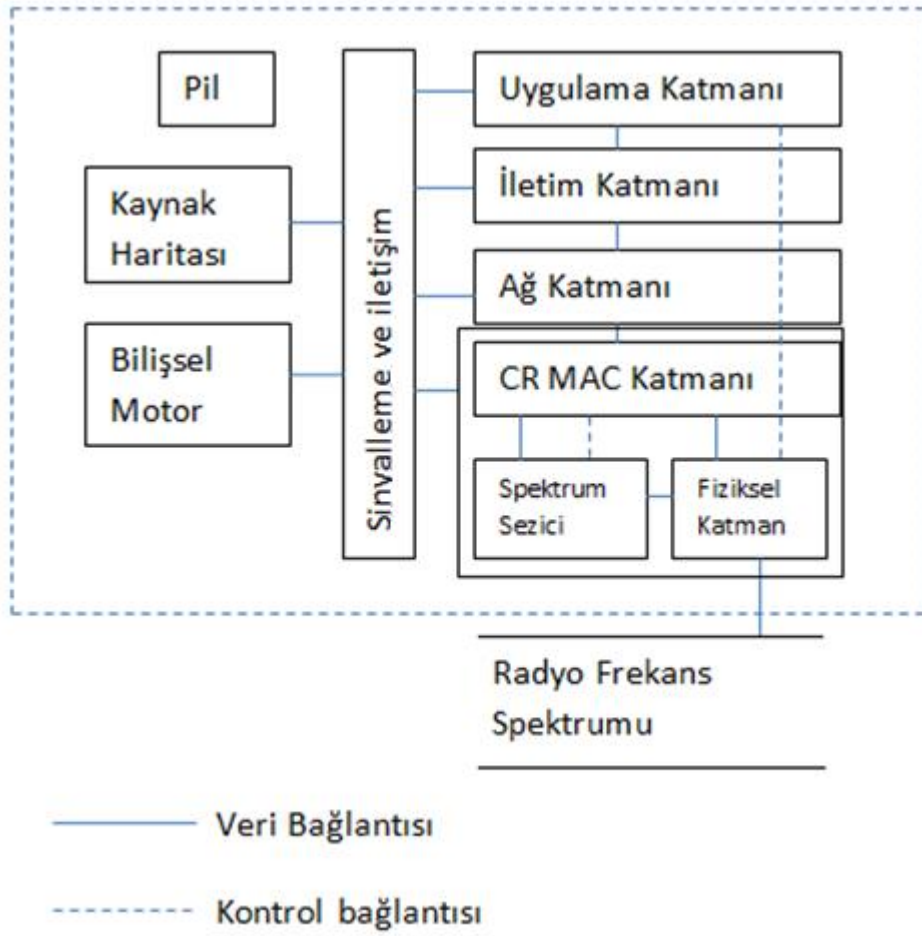 Pil
Kaynak
Haritası
Bilişsel
Motor
Sinvalleme ve iletişim
Uygulama Katmanı
İletim Katmanı
Ağ Katmanı
CR MAC Katmanı
Spektrum
Sezici
Fiziksel
Katman
Radyo Frekans
Spektrumu
Veri Bağlantısı
Kontrol bağlantısı